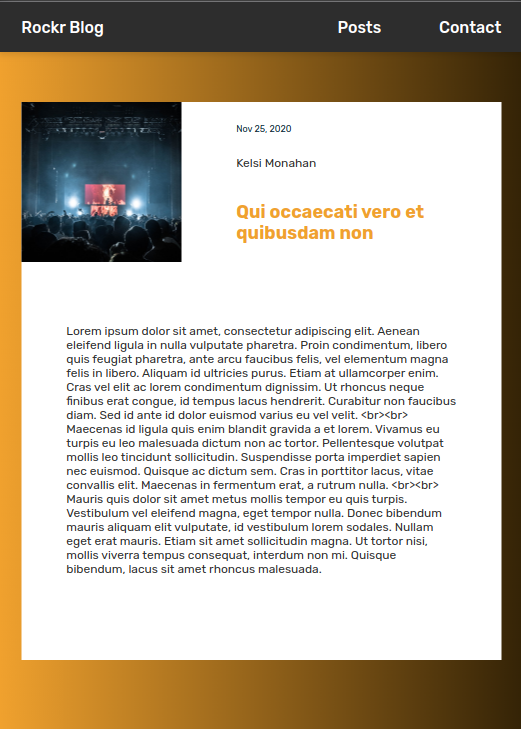 Rockr Blog Posts Contact
Nov 25, 2020
Kelsi Monahan
Qui occaecati vero et
quibusdam non
Lorem ipsum dolor sit amet, consectetur adipiscing elit. Aenean
eleifend ligula in nulla vulputate pharetra. Proin condimentum, libero
quis feugiat pharetra, ante arcu faucibus felis, vel elementum magna
felis in libero. Aliquam id ultricies purus. Etiam at ullamcorper enim.
Cras vel elit ac lorem condimentum dignissim. Ut rhoncus neque
finibus erat congue, id tempus lacus hendrerit. Curabitur non faucibus
diam. Sed id ante id dolor euismod varius eu vel velit. <br><br>
Maecenas id ligula quis enim blandit gravida a et lorem. Vivamus eu
turpis eu leo malesuada dictum non ac tortor. Pellentesque volutpat
mollis leo tincidunt sollicitudin. Suspendisse porta imperdiet sapien
nec euismod. Quisque ac dictum sem. Cras in porttitor lacus, vitae
convallis elit. Maecenas in fermentum erat, a rutrum nulla. <br><br>
Mauris quis dolor sit amet metus mollis tempor eu quis turpis.
Vestibulum vel eleifend magna, eget tempor nulla. Donec bibendum
mauris aliquam elit vulputate, id vestibulum lorem sodales. Nullam
eget erat mauris. Etiam sit amet sollicitudin magna. Ut tortor nisi,
mollis viverra tempus consequat, interdum non mi. Quisque
bibendum, lacus sit amet rhoncus malesuada.